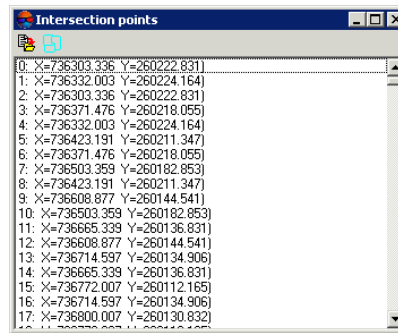 Intersection points
[0: X=736303.336 Y=260222.831]
1: X=736332.003 Y=260224.164]
2: X=736303.336 Y=260222.831]
3: X=736371.476 Y=260218.055]
4: X=736332.003 Y=260224.164]
5: X=736423.191 Y=260211.347]
6: X=736371.476 Y=260218.055]
7: X=736503.359 Y=260182.853]
8: X=736423.191 Y=260211.347]
9: X=736608.877 Y=260144.541]
10: X=736503.359 Y=260182.853]
11: X=736665.339 Y=260136.831]
12: X=736608.877 Y=260144.541]
13: X=736714.597 Y=260134.906]
14: X=736665.339 Y=260136.831]
15: X=736772.007 Y=260112.165]
16: X=736714.597 Y=260134.906]
17: X=736800.007 Y=260130.832]